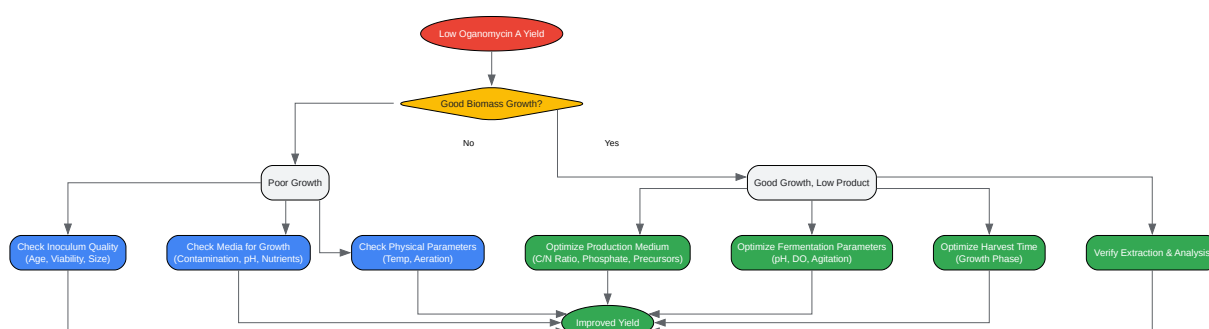 Low Oganomycin A Yield
Good Biomass Growth?
No
Yes
Poor Growth
Good Growth, Low Product
Check Inoculum Quality
(Age, Viability, Size)
Check Media for Growth
(Contamination, pH, Nutrients)
Check Physical Parameters
(Temp, Aeration)
Optimize Production Medium
(C/N Ratio, Phosphate, Precursors)
Optimize Fermentation Parameters
(pH, DO, Agitation)
Optimize Harvest Time
(Growth Phase)
Verify Extraction & Analysis
Improved Yield